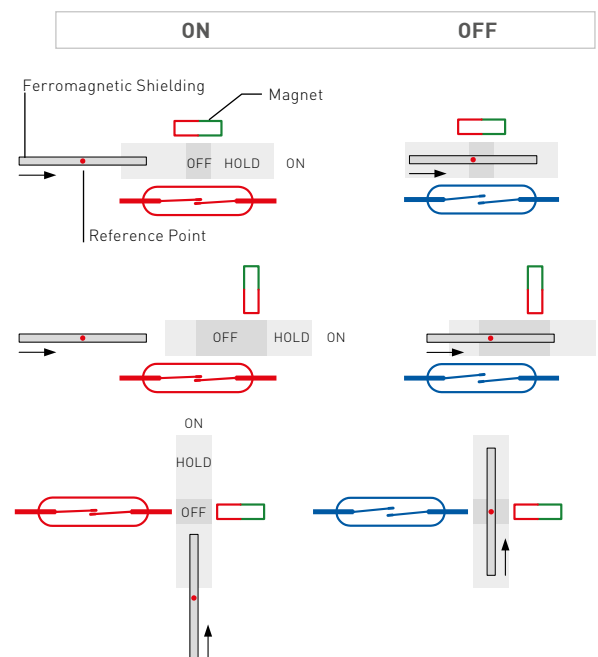 ON OFF
Ferromagnetic Shielding
Magnet
OFF HOLD ON
Reference Point
OFF HOLD ON
ON
HOLD
OFF